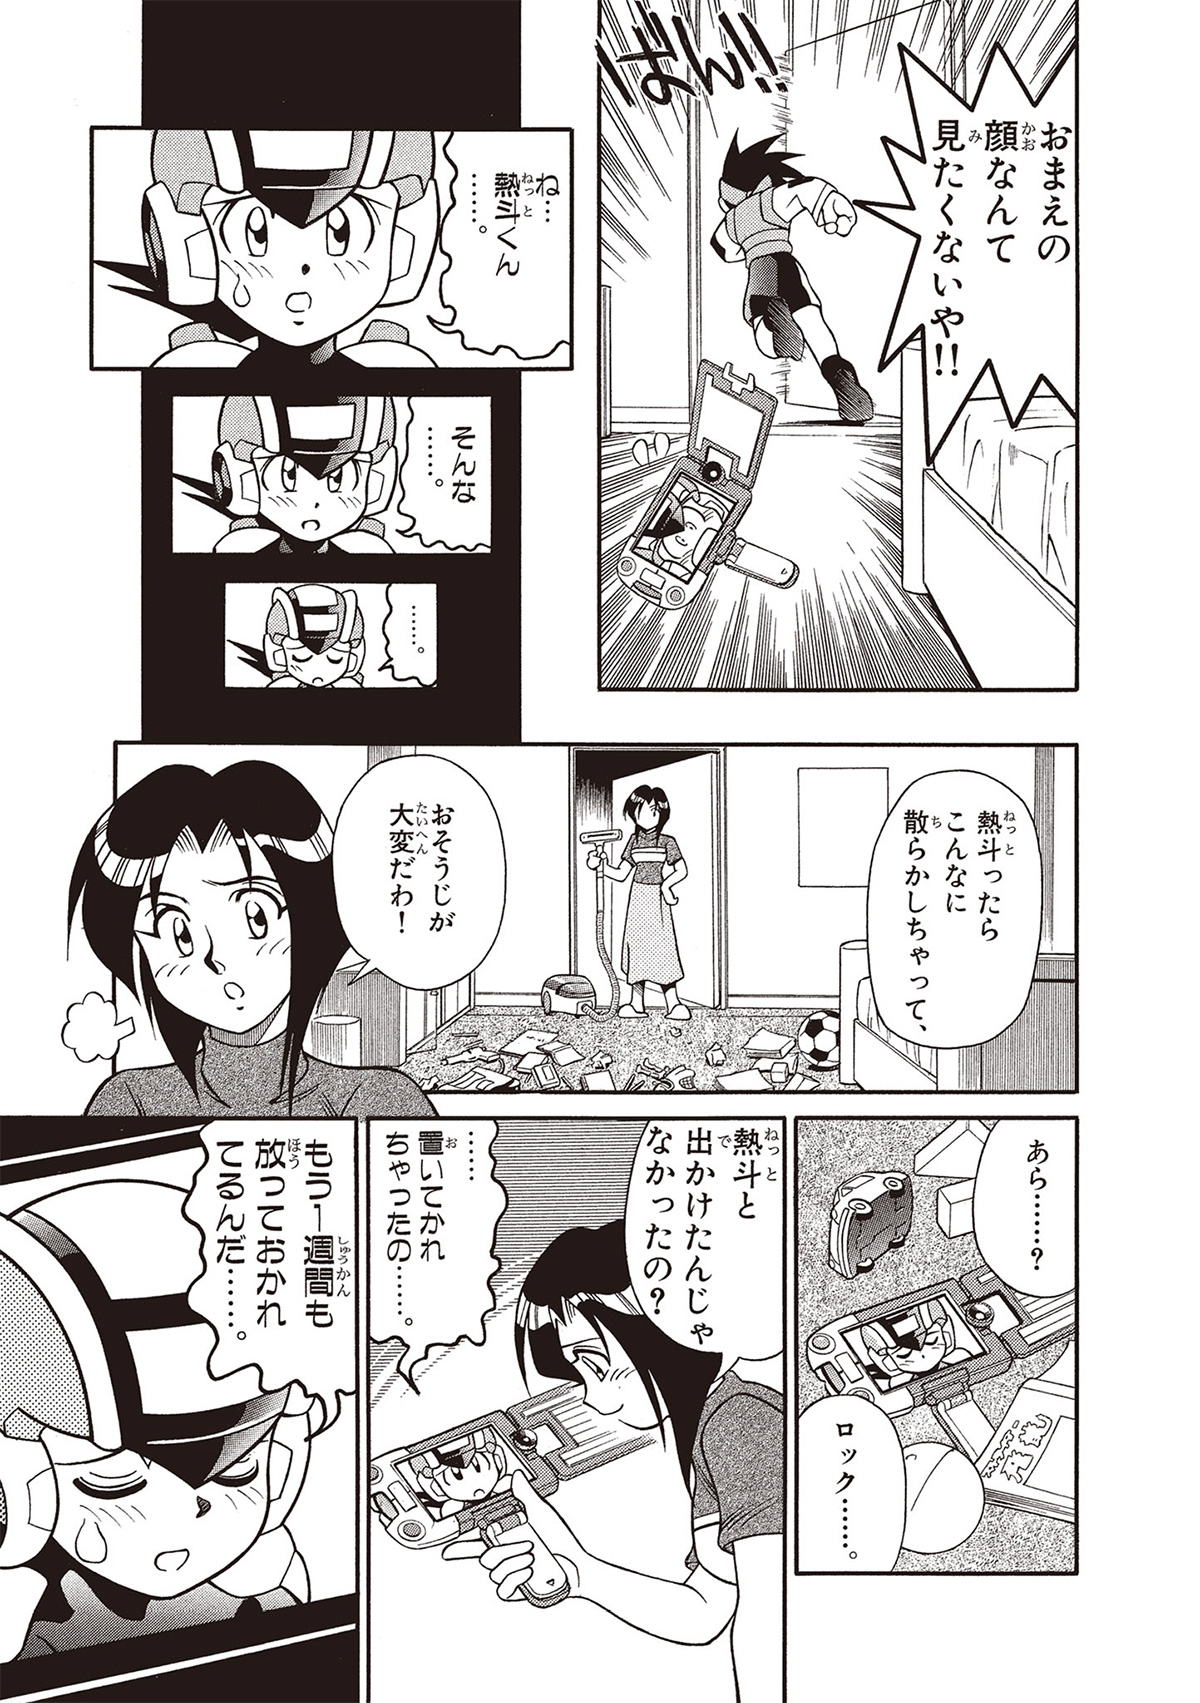 ばん!!
おまえの
顔なんて
見たくないや!!
ね…
熱斗くん
……。
そんな
……。
……。
熱斗ったら
こんなに
散らかしちゃって、
おそうじが
大変だわ!
あら……?
ロック……。
熱斗と
出かけたんじゃ
なかったの?
……
置いてかれ
ちゃったの……。
もう一週間も
放っておかれ
てるんだ……。